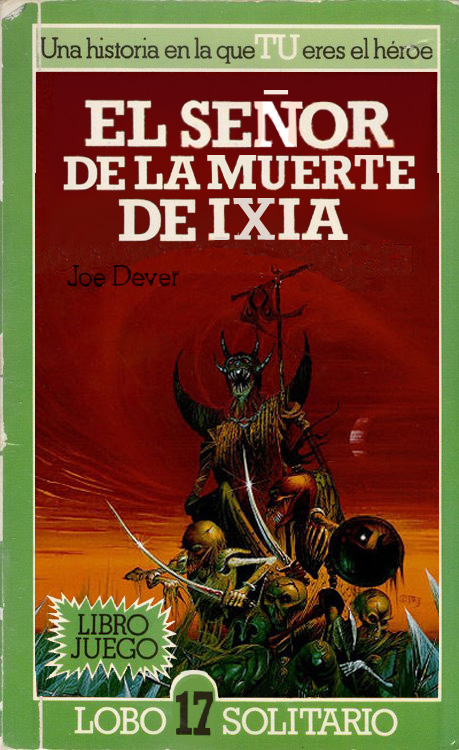 Una historia en la que TU eres el héroe
EL SEÑOR
DE LA MUERTE
DE IXIA
Joe Dever
LIBRO
JUEGO
LOBO 17 SOLITARIO